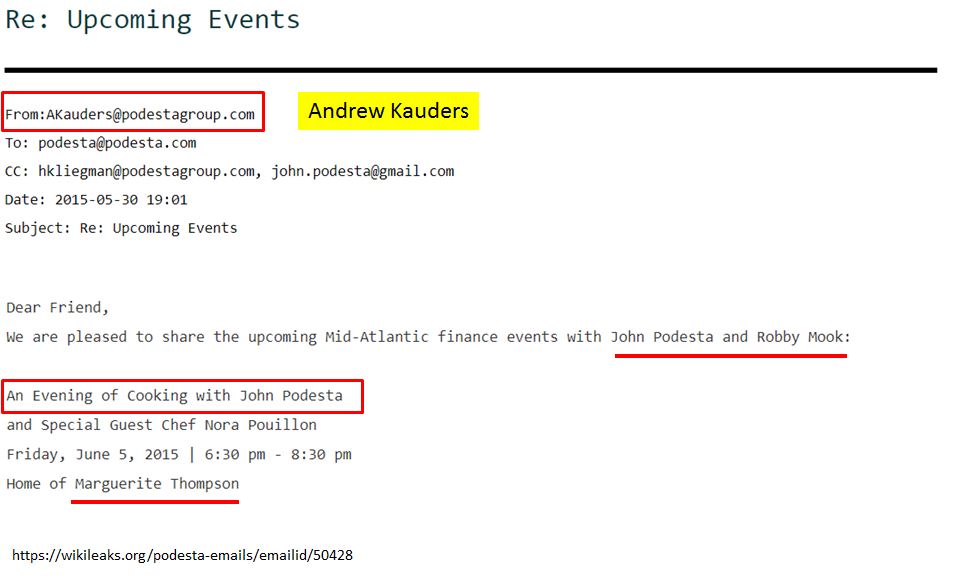 Re: Upcoming Events
From:AKauders@podestagroup.com
Andrew Kauders
To: podesta@podesta.com
CC: hkliegman@podestagroup.com, john.podesta@gmail.com
Date: 2015-05-30 19:01
Subject: Re: Upcoming Events
Dear Friend,
We are pleased to share the upcoming Mid-Atlantic finance events with John Podesta and Robby Mook:
An Evening of Cooking with John Podesta
and Special Guest Chef Nora Pouillon
Friday, June 5, 2015 | 6:30 pm - 8:30 pm
Home of Marguerite Thompson
https://wikileaks.org/podesta-emails/emailid/50428